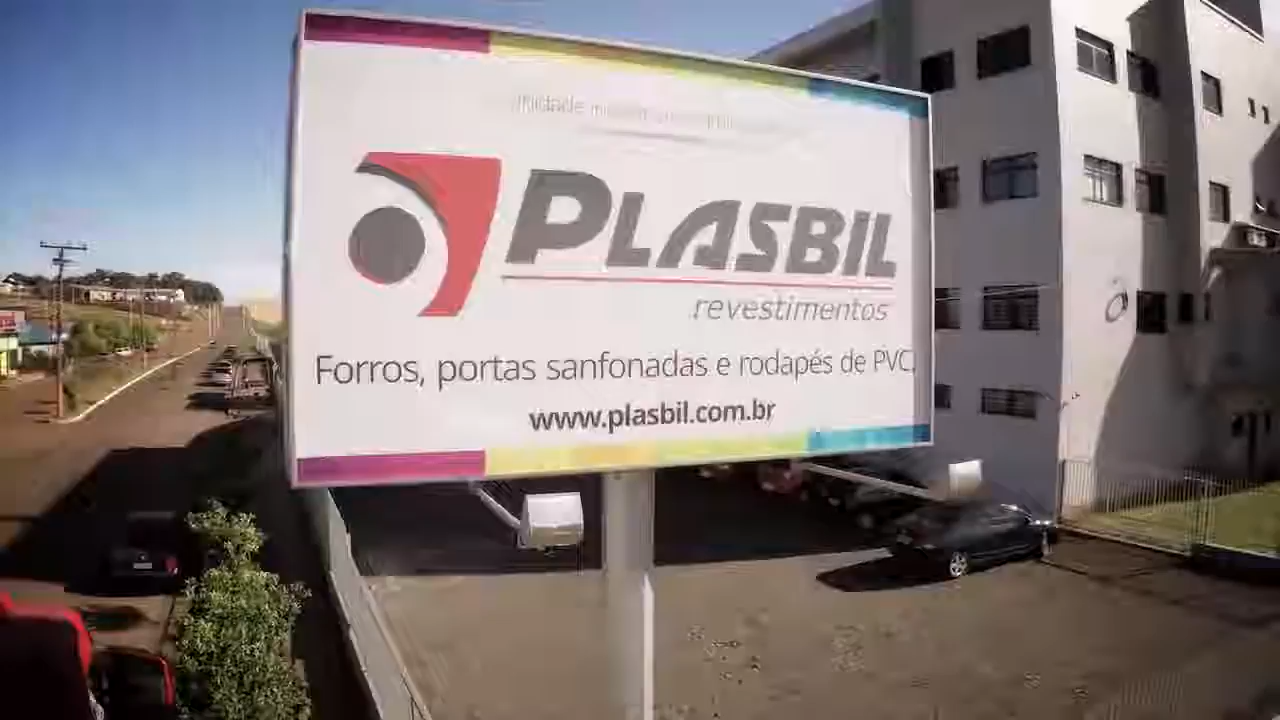 PLASBIL
revestimentos
Forros, portas sanfonadas e rodapés de PVC.
www.plasbil.com.br